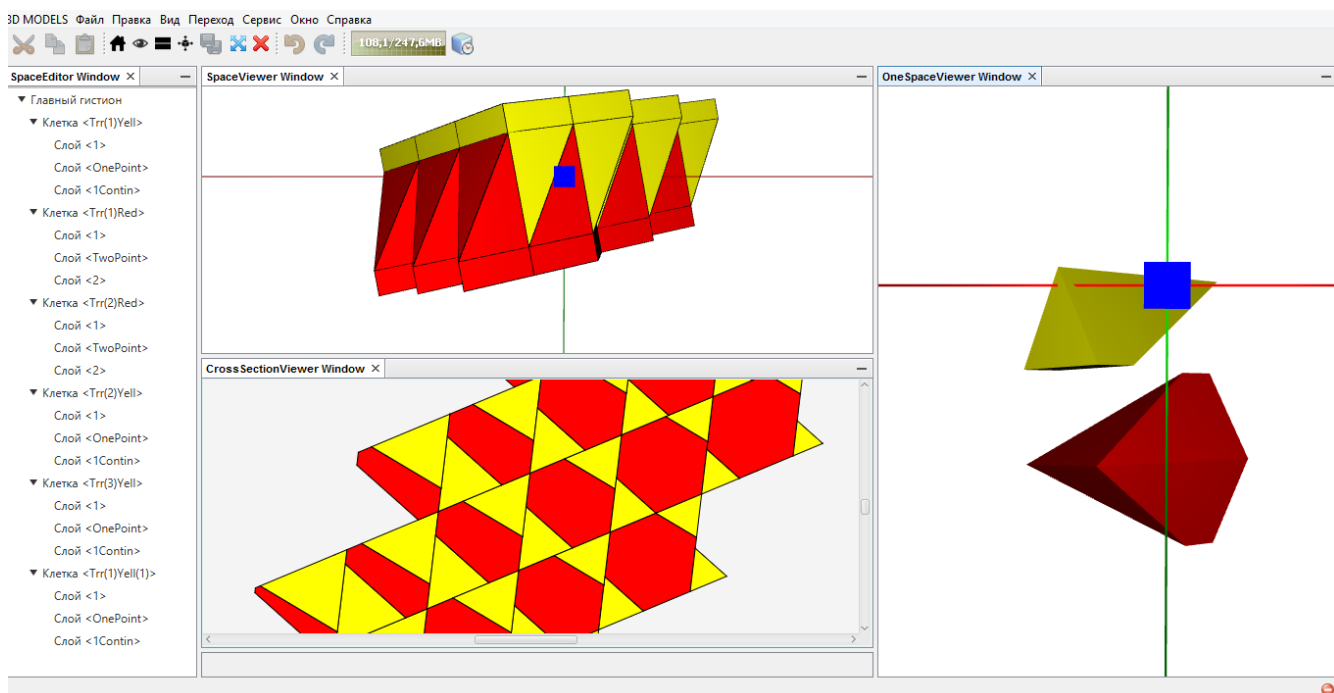 3D MODELS Файл Правка Вид Переход Сервис Окно Справка
108,1/247,6MB
SpaceEditor Window
Главный гистион
Клетка <Trr(1)Yell>
Слой <1>
Слой <OnePoint>
Слой <1Contin>
Клетка <Trr(1)Red>
Слой <1>
Слой <TwoPoint>
Слой <2>
Клетка <Trr(2)Red>
Слой <1>
Слой <TwoPoint>
Слой <2>
Клетка <Trr(2)Yell>
Слой <1>
Слой <OnePoint>
Слой <1Contin>
Клетка <Trr(3)Yell>
Слой <1>
Слой <OnePoint>
Слой <1Contin>
Клетка <Trr(1)Yell(1)>
Слой <1>
Слой <OnePoint>
Слой <1Contin>
SpaceViewer Window
CrossSectionViewer Window
OneSpaceViewer Window